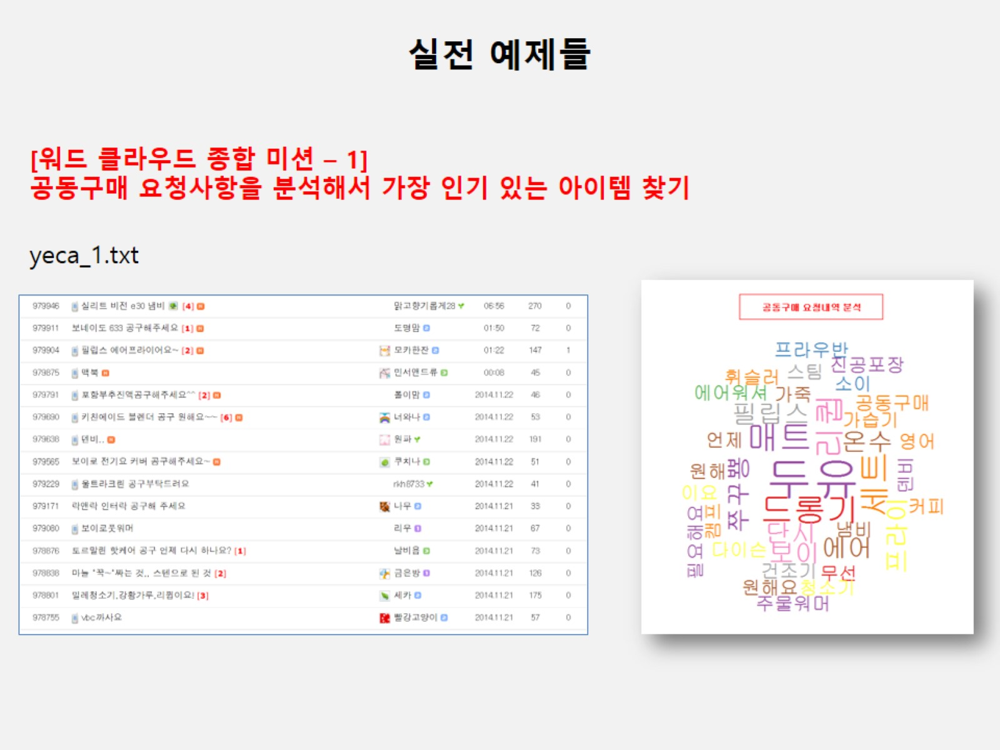 실전 예제들
[워드 클라우드 종합 미션 – 1]
공동구매 요청사항을 분석해서 가장 인기 있는 아이템 찾기
yeca_1.txt
979946 실리트 비전 e30 냄비 [4] 맑고향기롭게28 06:56 270 0
979911 보네이도 633 공구해주세요 [1] 도명맘 01:50 72 0
979904 필립스 에어프라이어요~ [2] 모카한잔 01:22 147 1
979875 맥북 민서앤드류 00:08 45 0
979791 포항부추진액공구해주세요^^ [2] 폴이맘 2014.11.22 46 0
979690 키친에이드 블렌더 공구 원해요~~ [6] 너와나 2014.11.22 53 0
979638 덴비.. 원파 2014.11.22 191 0
979565 보이로 전기요 커버 공구해주세요~ 쿠치나 2014.11.22 51 0
979229 울트라크린 공구부탁드려요 rkh8733 2014.11.22 41 0
979171 락앤락 인터락 공구해 주세요 나무 2014.11.21 33 0
979080 보이로풋워머 리우 2014.11.21 67 0
978876 토르말린 핫케어 공구 언제 다시 하나요? [1] 날비음 2014.11.21 73 0
978838 마늘 "꾹~"짜는 것.. 스텐으로 된 것 [2] 금은방 2014.11.21 126 0
978801 밀레청소기,강황가루,리큅이요! [3] 세카 2014.11.21 175 0
978755 vbc까사요 빨강고양이 2014.11.21 57 0
공동구매 요청내역 분석
프라우반
스팀 진공포장
휘슬러 소이
에어워셔 가죽 공동구매
필립스 리큅 가습기
언제 매트 온수 영어
원해 쭈꾸뽕 두유 세트 덴비
이요 드롱기 커피
필요해요 캠피 단시 냄비 프라이
다이슨 보이 에어
건조기 무선
원해요 청소기
주물워머